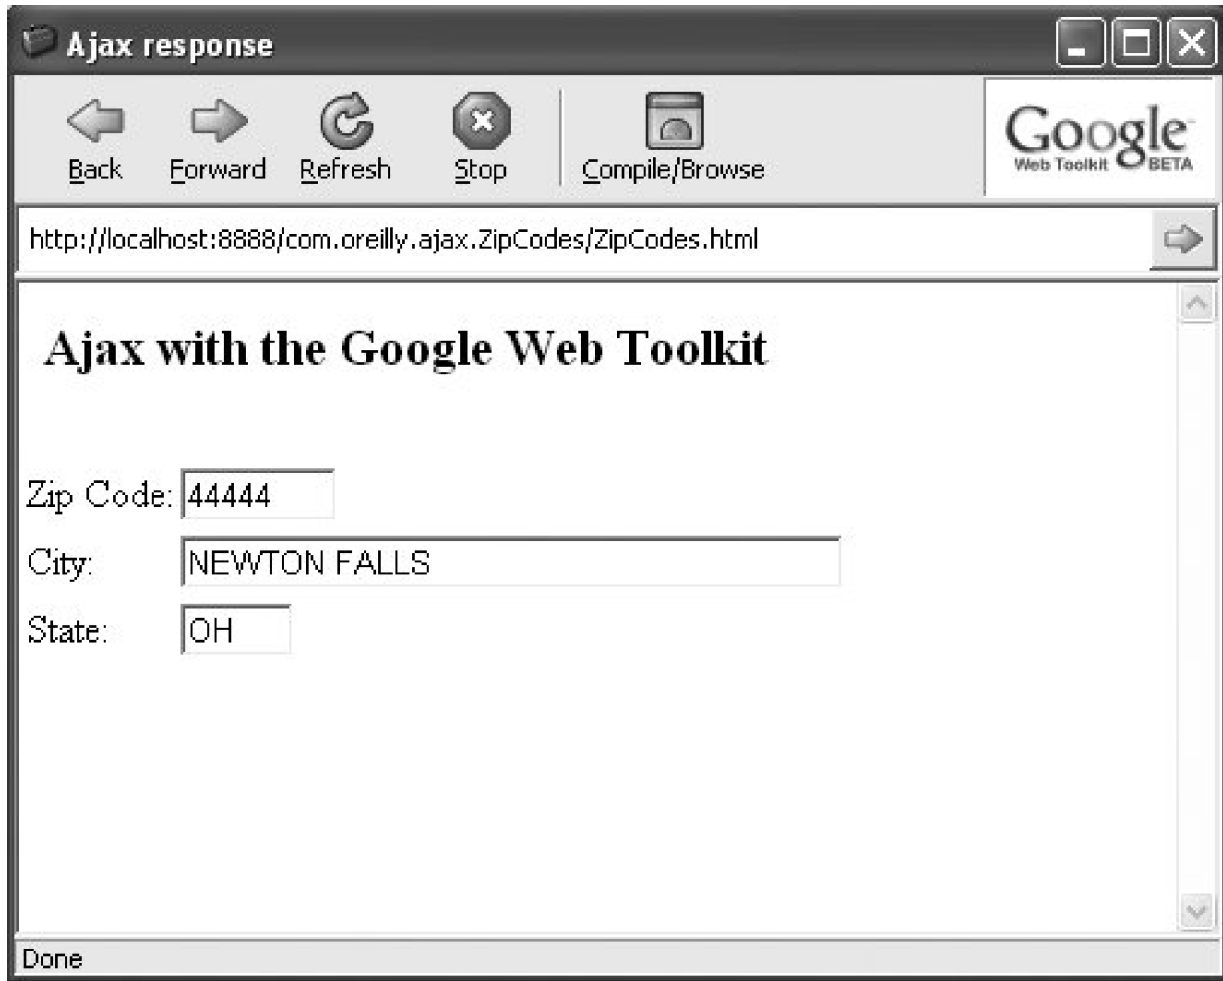 Ajax response
Back Forward Refresh Stop Compile/Browse
Google
Web Toolkit BETA
http://localhost:8888/com.oreilly.ajax.ZipCodes/ZipCodes.html
Ajax with the Google Web Toolkit
Zip Code: 44444
City: NEWTON FALLS
State: OH
Done